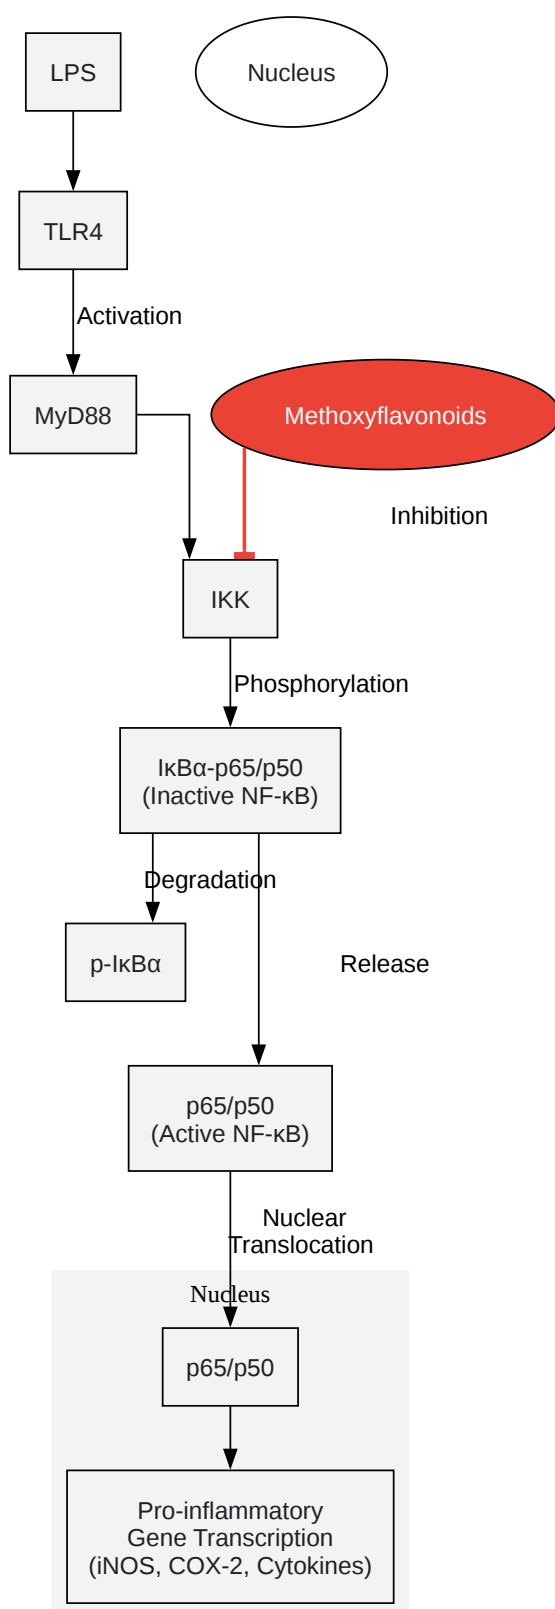 LPS
Nucleus
TLR4
Activation
MyD88
Methoxyflavonoids
Inhibition
IKK
Phosphorylation
IκBα-p65/p50
(Inactive NF-κB)
Degradation
p-IκBα
Release
p65/p50
(Active NF-κB)
Nuclear
Translocation
Nucleus
p65/p50
Pro-inflammatory
Gene Transcription
(iNOS, COX-2, Cytokines)